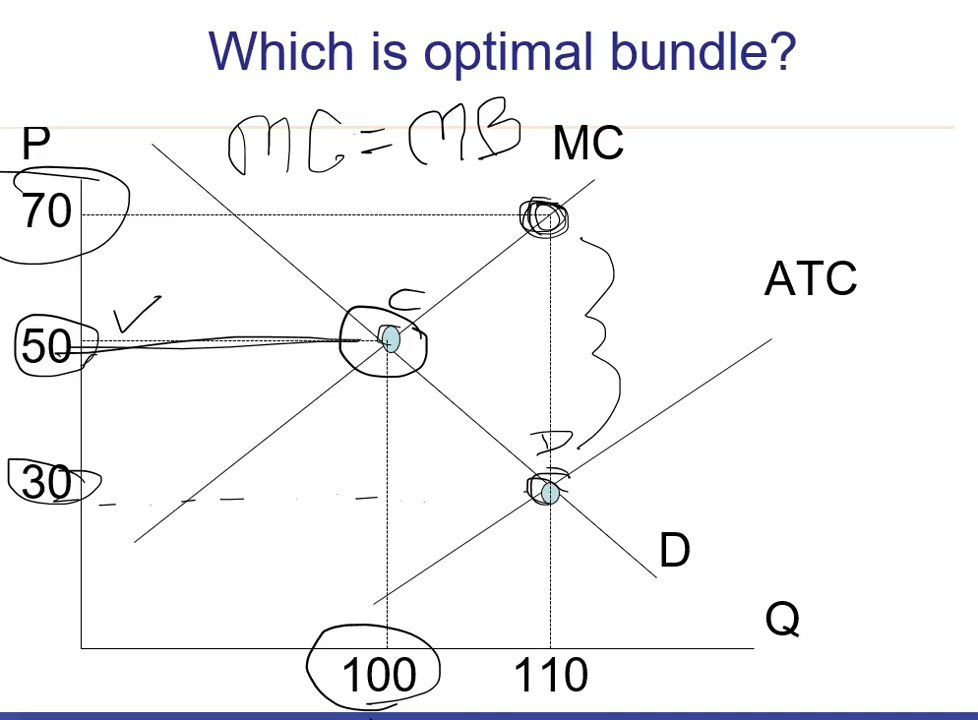 Which is optimal bundle?
MC = MB
P
MC
70
ATC
C
50
D
30
D
Q
100
110